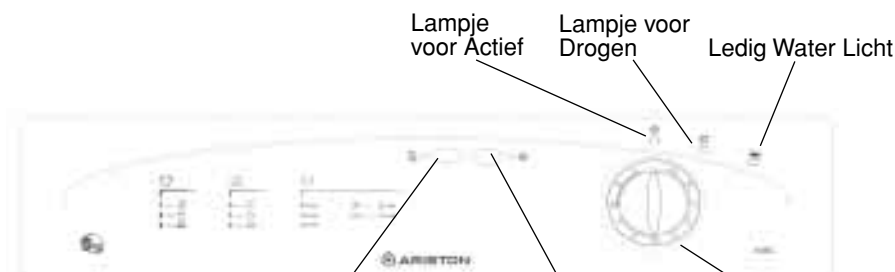 Lampje
voor Actief
Lampje voor
Drogen
Ledig Water Licht
ARISTON